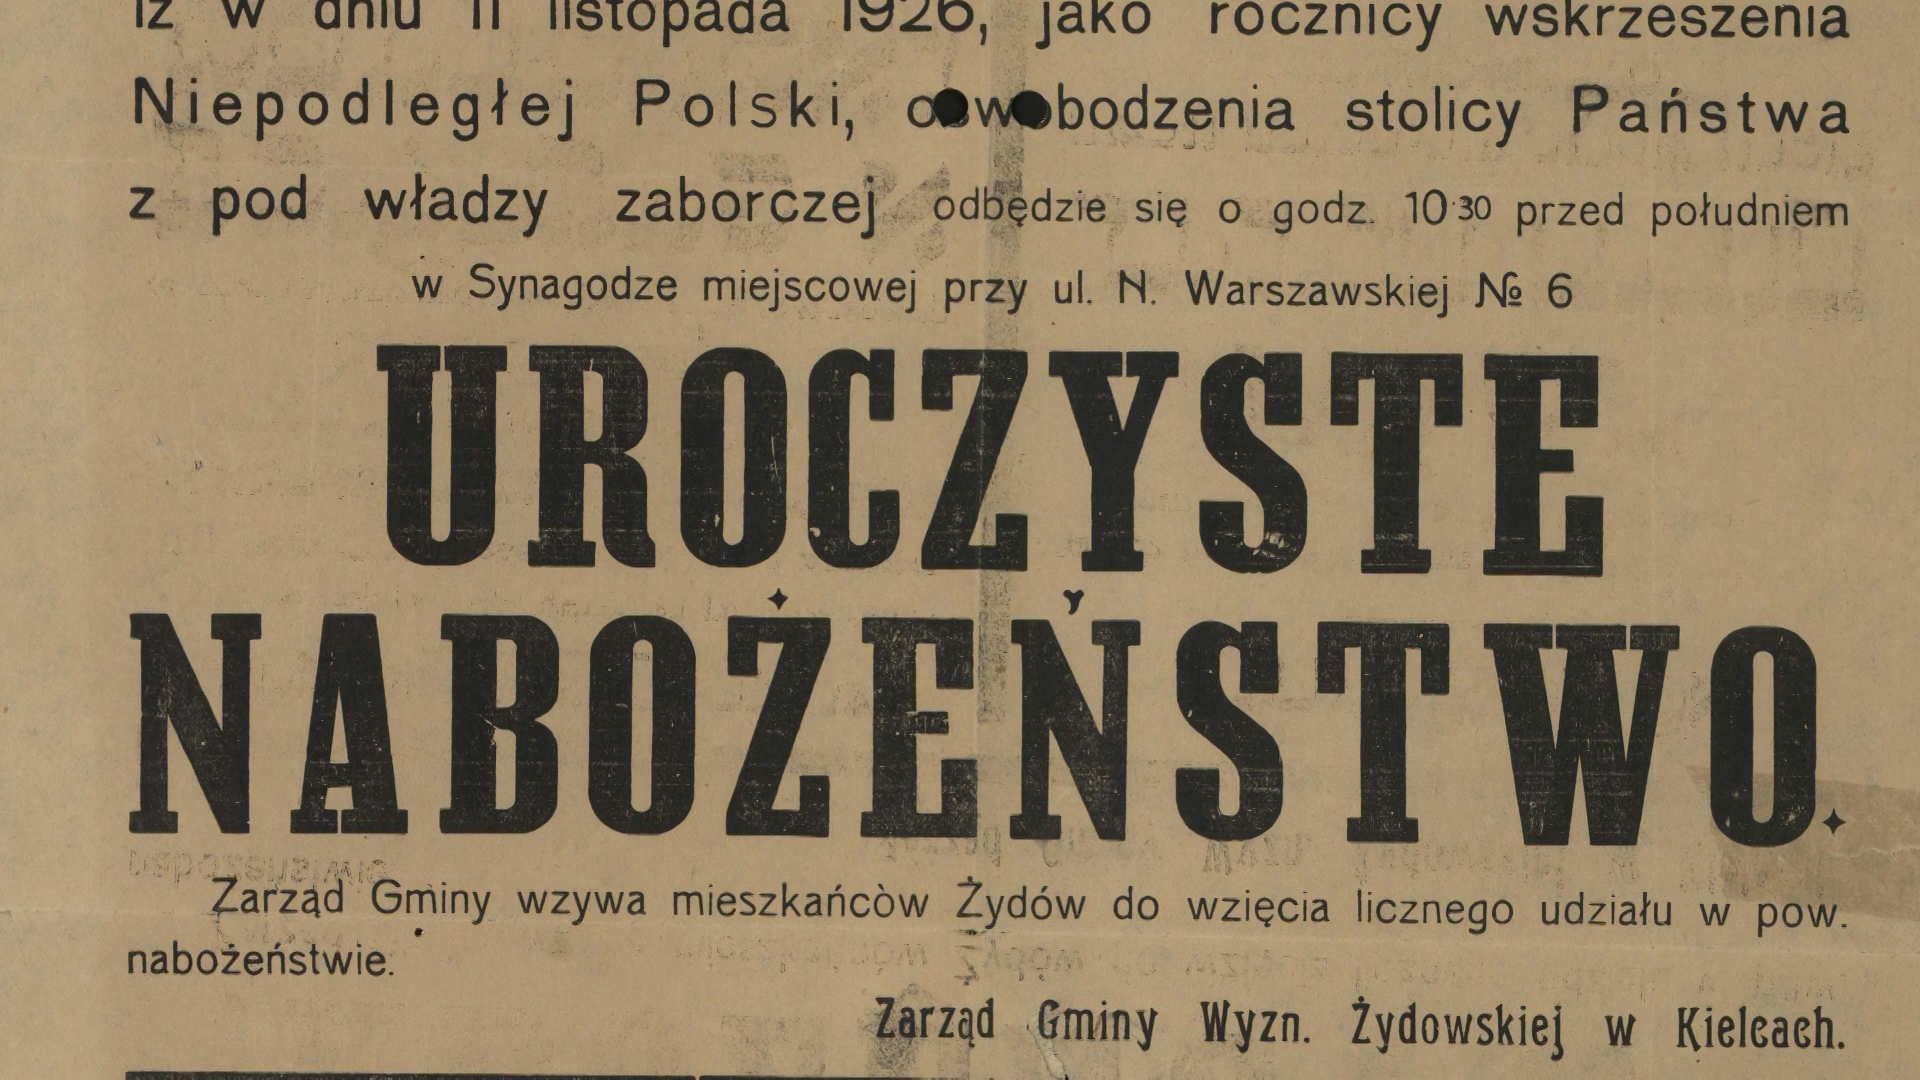 iż w dniu 11 listopada 1926, jako rocznicy wskrzeszenia
Niepodległej Polski, oswobodzenia stolicy Państwa
z pod władzy zaborczej odbędzie się o godz. 10·30 przed południem
w Synagodze miejscowej przy ul. N. Warszawskiej № 6
UROCZYSTE
NABOŻEŃSTWO.
Zarząd Gminy wzywa mieszkańcòw Żydów do wzięcia licznego udziału w pow.
nabożeństwie.
Zarząd Gminy Wyzn. Żydowskiej w Kielcach.